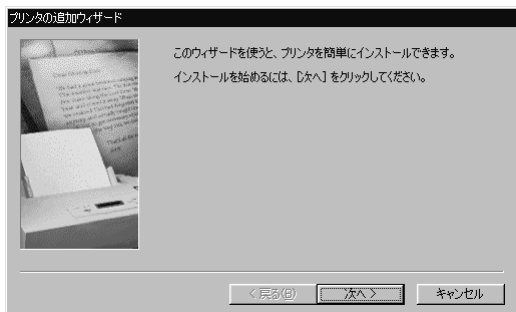 プリンタの追加ウィザード
このウィザードを使うと、プリンタを簡単にインストールできます。
インストールを始めるには、[次へ] をクリックしてください。
< 戻る(B)
次へ >
キャンセル